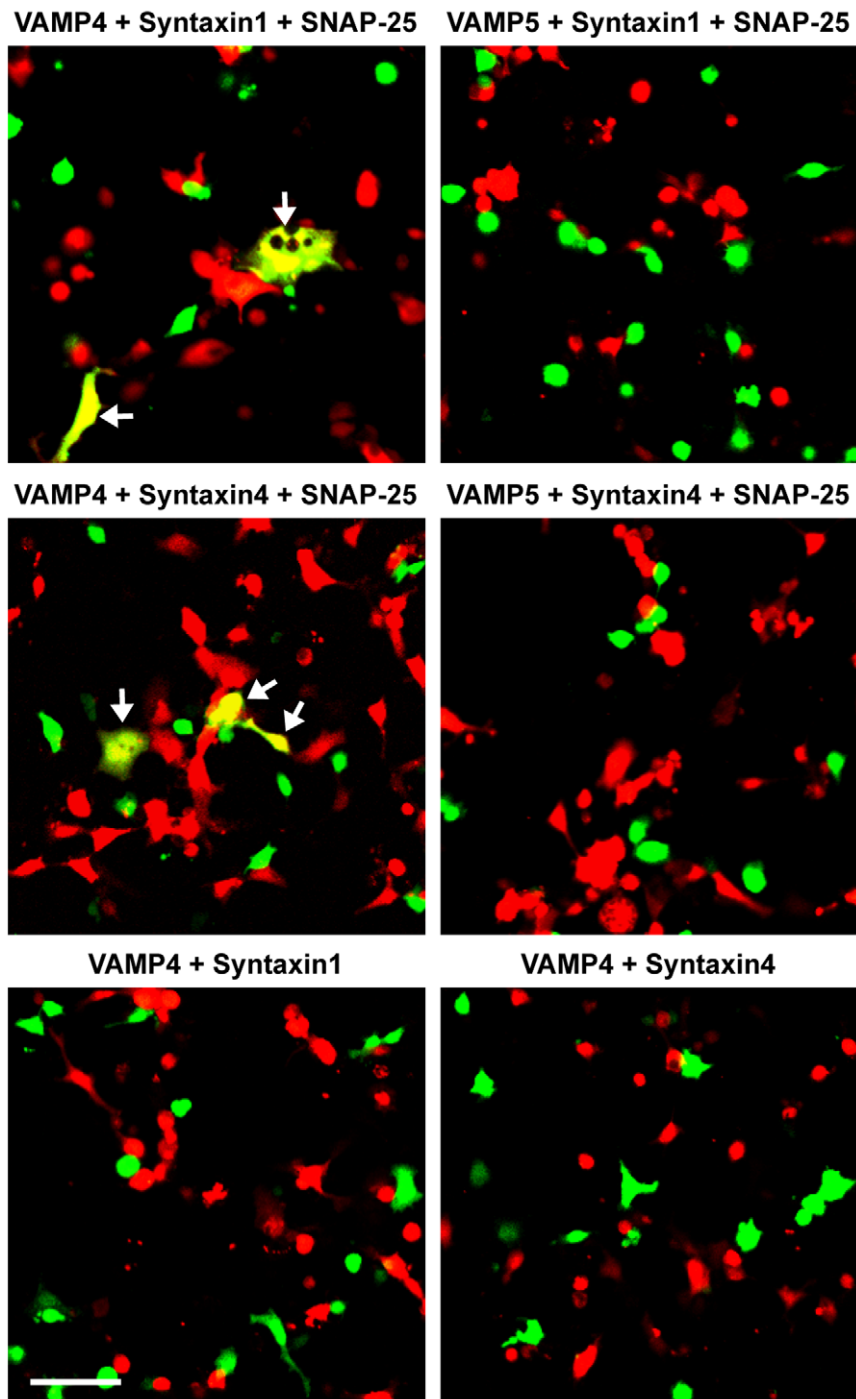 VAMP4 + Syntaxin1 + SNAP-25
VAMP5 + Syntaxin1 + SNAP-25
VAMP4 + Syntaxin4 + SNAP-25
VAMP5 + Syntaxin4 + SNAP-25
VAMP4 + Syntaxin1
VAMP4 + Syntaxin4